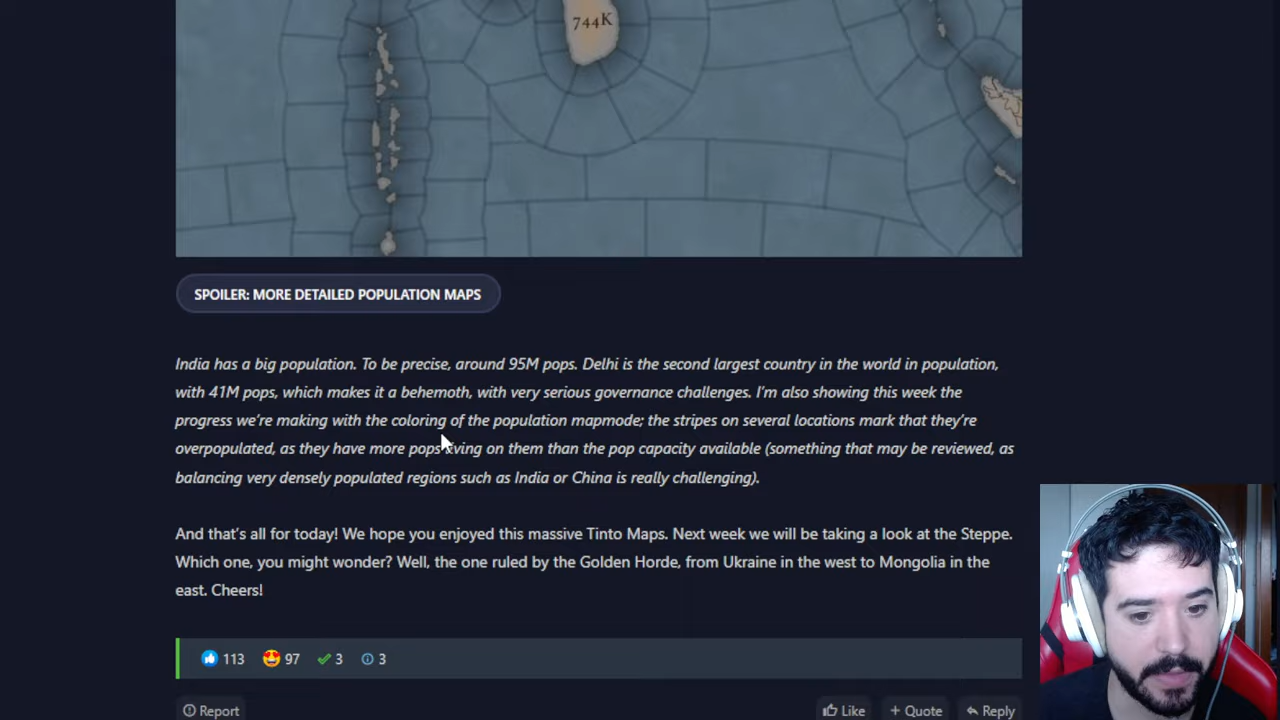 744K
SPOILER: MORE DETAILED POPULATION MAPS
India has a big population. To be precise, around 95M pops. Delhi is the second largest country in the world in population,
with 41M pops, which makes it a behemoth, with very serious governance challenges. I'm also showing this week the
progress we're making with the coloring of the population mapmode; the stripes on several locations mark that they're
overpopulated, as they have more pops living on them than the pop capacity available (something that may be reviewed, as
balancing very densely populated regions such as India or China is really challenging).
And that's all for today! We hope you enjoyed this massive Tinto Maps. Next week we will be taking a look at the Steppe.
Which one, you might wonder? Well, the one ruled by the Golden Horde, from Ukraine in the west to Mongolia in the
east. Cheers!
113 97 3 3
Report Like + Quote Reply